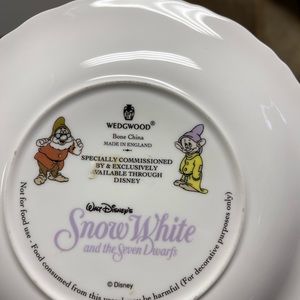 WEDGWOOD®
Bone China
MADE IN ENGLAND
SPECIALLY COMMISSIONED
BY & EXCLUSIVELY
AVAILABLE THROUGH
DISNEY
WALT DISNEY'S
Snow White
and the Seven Dwarfs
© Disney
Not for food use - Food consumed from this may be harmful (For decorative purposes only)